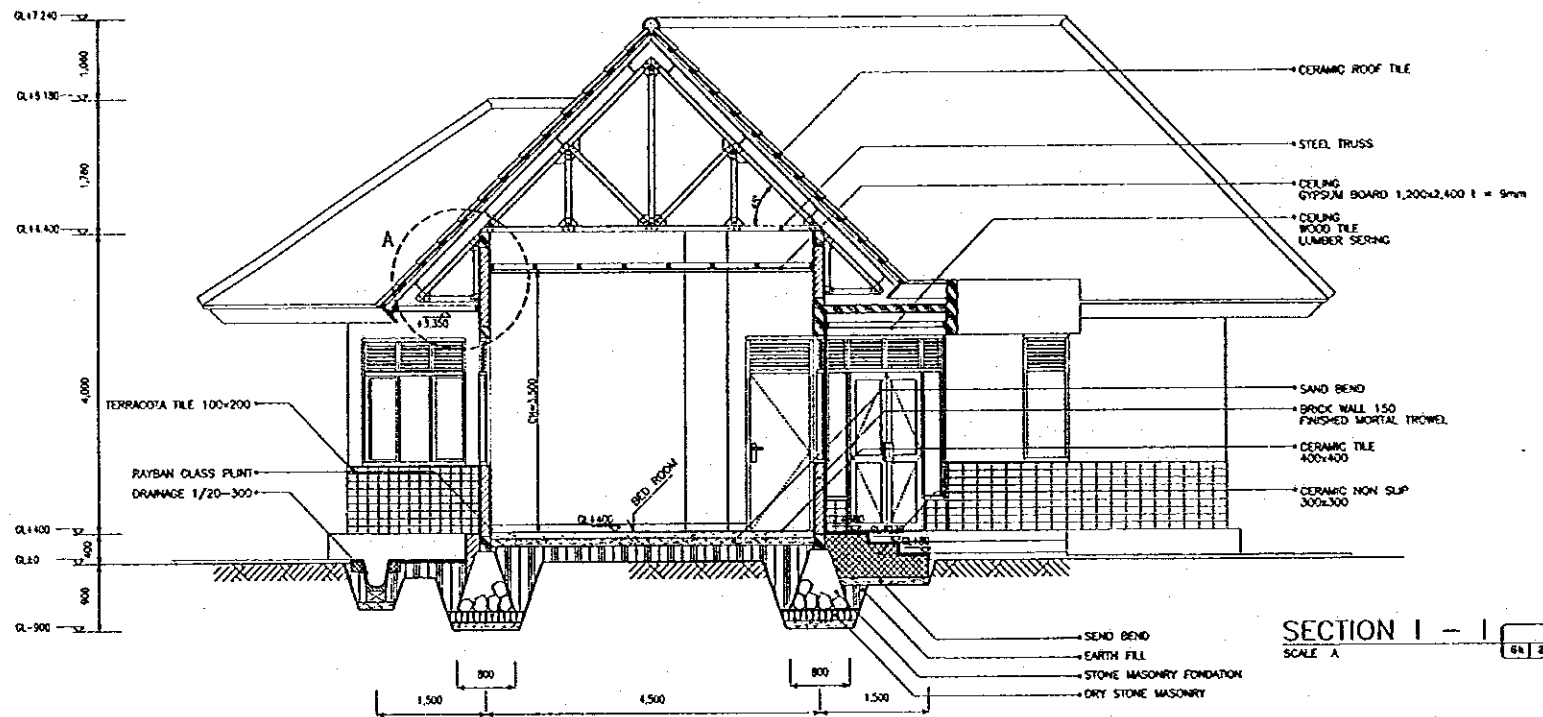 GL+7.240
1,060
GL+5.180
1,780
GL+4.400
4,000
GL+400
400
GL±0
900
GL-900
A
+3,350
45°
CH=3,500
BED ROOM
GL+400
TERRACOTA TILE 100x200
RAYBAN GLASS PLINT
DRAINAGE 1/20-300
CERAMIC ROOF TILE
STEEL TRUSS
CEILING
GYPSUM BOARD 1,200x2,400 t = 9mm
CEILING
WOOD TILE
LUMBER SERING
SAND BEND
BRICK WALL 150
FINISHED MORTAL TROWEL
CERAMIC TILE
400x400
CERAMIC NON SLIP
300x300
SEND BEND
EARTH FILL
STONE MASONRY FONDATION
DRY STONE MASONRY
800
800
1,500
4,500
1,500
SECTION 1 - 1
SCALE A